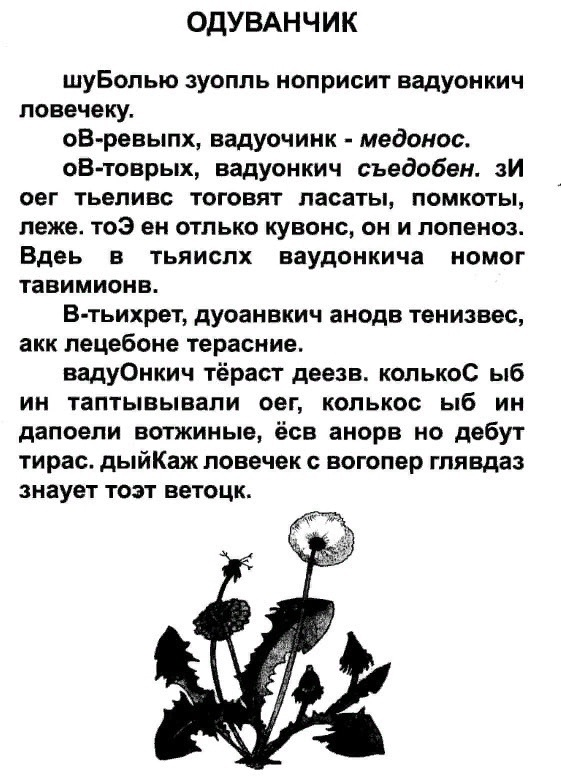 ОДУВАНЧИК
шуБолью зуопль ноприсит вадуонкич
ловечеку.
оВ-ревыпх, вадуочинк - медонос.
оВ-товрых, вадуонкич съедобен. зИ
оег тьеливс тоговят ласаты, помкоты,
леже. тоЭ ен отлько кувонс, он и лопеноз.
Вдеь в тьяислх ваудонкича номог
тавимионв.
В-тьихрет, дуоанвкич анодв тенизвес,
акк лецебоне терасние.
вадуОнкич тёраст деезв. колькоС ыб
ин таптывывали оег, колькос ыб ин
дапоели вотжиные, ёсв анорв но дебут
тирас. дыйКаж ловечек с вогопер глявдаз
знаует тоэт ветоцк.